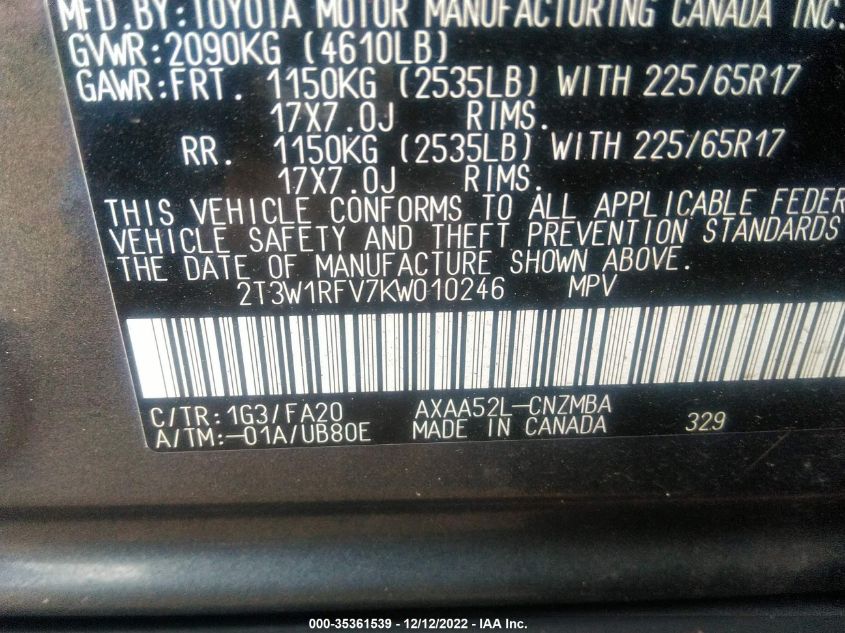 MFD.BY:TOYOTA MOTOR MANUFACTURING CANADA INC.
GVWR:2090KG (4610LB)
GAWR:FRT. 1150KG (2535LB) WITH 225/65R17
17X7.0J RIMS.
RR. 1150KG (2535LB) WITH 225/65R17
17X7.0J RIMS.
THIS VEHICLE CONFORMS TO ALL APPLICABLE FEDER
VEHICLE SAFETY AND THEFT PREVENTION STANDARDS
THE DATE OF MANUFACTURE SHOWN ABOVE.
2T3W1RFV7KW010246 MPV
C/TR:1G3/FA20 AXAA52L-CNZMBA
A/TM:-01A/UB80E MADE IN CANADA 329
000-35361539 - 12/12/2022 - IAA Inc.